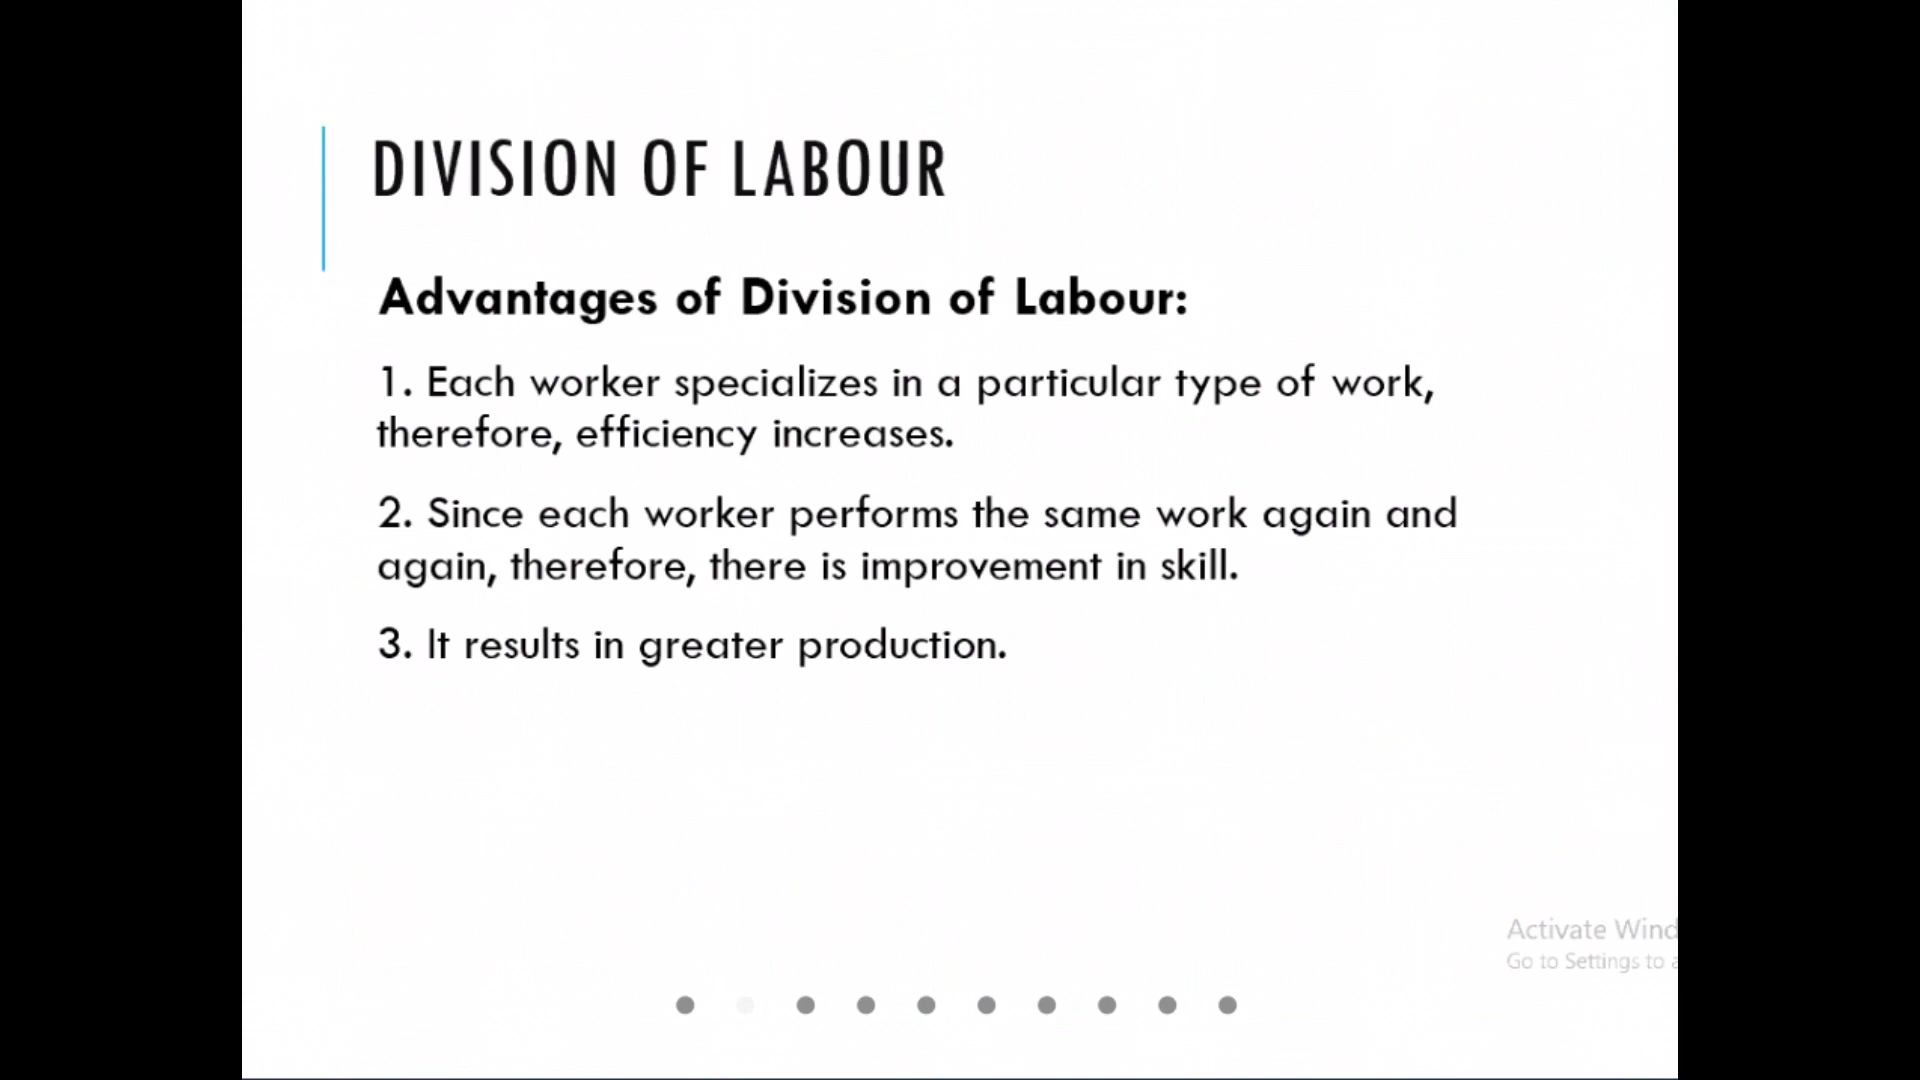 DIVISION OF LABOUR
Advantages of Division of Labour:
1. Each worker specializes in a particular type of work,
therefore, efficiency increases.
2. Since each worker performs the same work again and
again, therefore, there is improvement in skill.
3. It results in greater production.
Activate Wind
Go to Settings to a